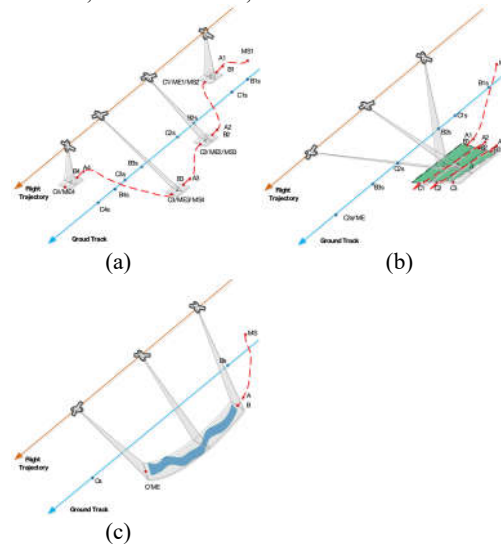 MS1
A1
B1
C1/ME1/MS2
B1s
C1s
A2
B2
C2/ME2/MS3
C2s
B3s
A4
B4
C4/ME4
C3s
B4s
B3
A3
C3/ME3/MS4
C4s
Flight
Trajectory
Ground Track
(a)
B1s
C1s
B2s
A1
B1
A2
C2s
B3s
C1
C2
C3
C3s/ME
Flight
Trajectory
Ground Track
(b)
MS
Bs
A
B
Cs
C/ME
Flight
Trajectory
Ground Track
(c)